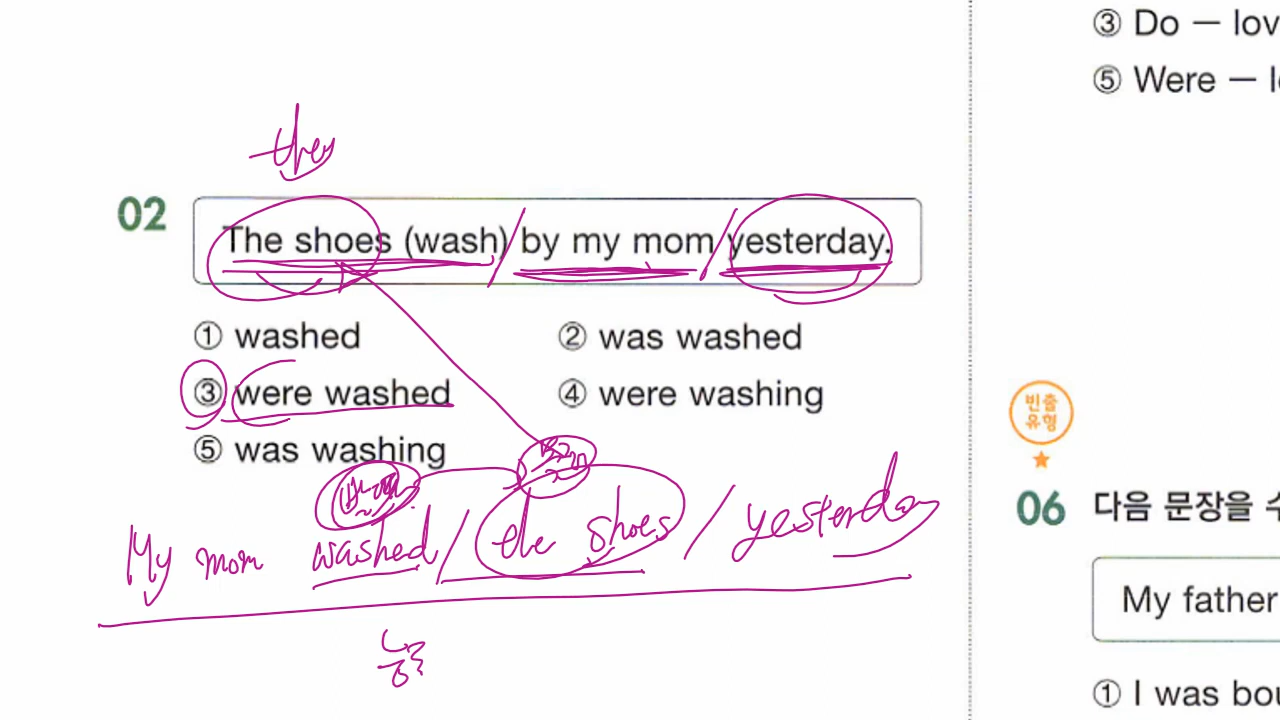 ③ Do — lov
⑤ Were — l
they
02
The shoes (wash) by my mom yesterday.
① washed
② was washed
③ were washed
④ were washing
⑤ was washing
My mom washed / the shoes / yesterday
빈출
유형
06 다음 문장을 수
My father
① I was bou